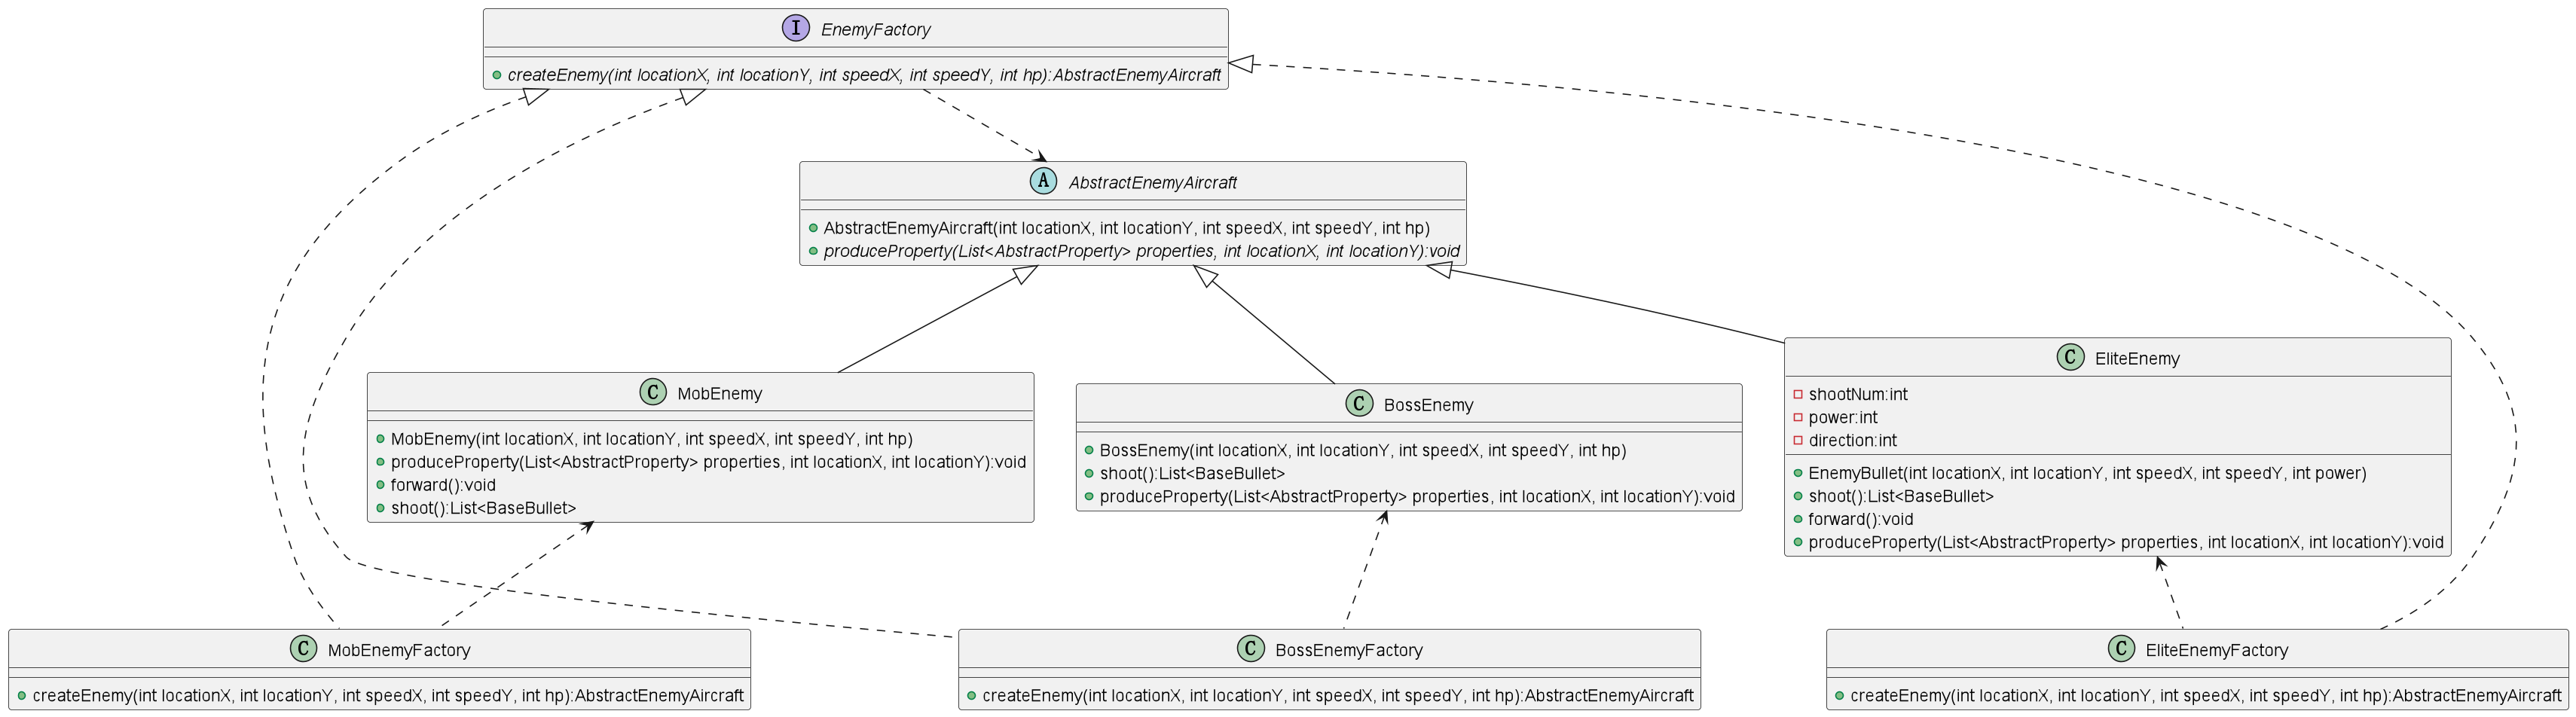 I EnemyFactory
createEnemy(int locationX, int locationY, int speedX, int speedY, int hp):AbstractEnemyAircraft
A AbstractEnemyAircraft
AbstractEnemyAircraft(int locationX, int locationY, int speedX, int speedY, int hp)
produceProperty(List<AbstractProperty> properties, int locationX, int locationY):void
C MobEnemy
MobEnemy(int locationX, int locationY, int speedX, int speedY, int hp)
produceProperty(List<AbstractProperty> properties, int locationX, int locationY):void
forward():void
shoot():List<BaseBullet>
C BossEnemy
BossEnemy(int locationX, int locationY, int speedX, int speedY, int hp)
shoot():List<BaseBullet>
produceProperty(List<AbstractProperty> properties, int locationX, int locationY):void
C EliteEnemy
shootNum:int
power:int
direction:int
EnemyBullet(int locationX, int locationY, int speedX, int speedY, int power)
shoot():List<BaseBullet>
forward():void
produceProperty(List<AbstractProperty> properties, int locationX, int locationY):void
C MobEnemyFactory
createEnemy(int locationX, int locationY, int speedX, int speedY, int hp):AbstractEnemyAircraft
C BossEnemyFactory
createEnemy(int locationX, int locationY, int speedX, int speedY, int hp):AbstractEnemyAircraft
C EliteEnemyFactory
createEnemy(int locationX, int locationY, int speedX, int speedY, int hp):AbstractEnemyAircraft